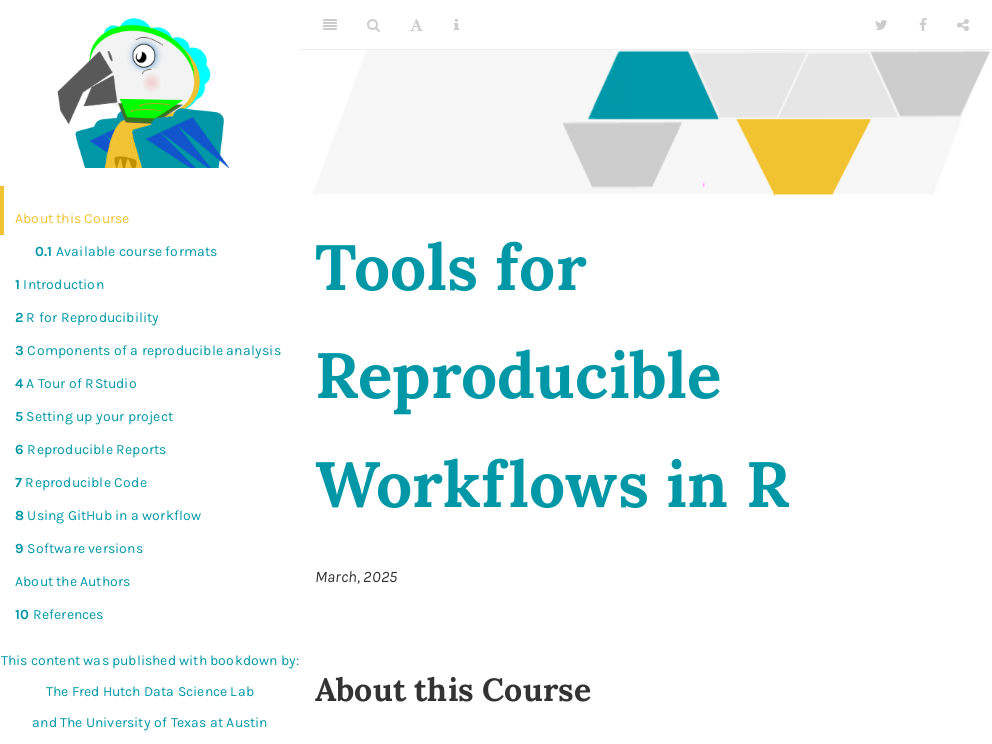 About this Course
0.1 Available course formats
1 Introduction
2 R for Reproducibility
3 Components of a reproducible analysis
4 A Tour of RStudio
5 Setting up your project
6 Reproducible Reports
7 Reproducible Code
8 Using GitHub in a workflow
9 Software versions
About the Authors
10 References
This content was published with bookdown by:
The Fred Hutch Data Science Lab
and The University of Texas at Austin
Tools for
Reproducible
Workflows in R
March, 2025
About this Course